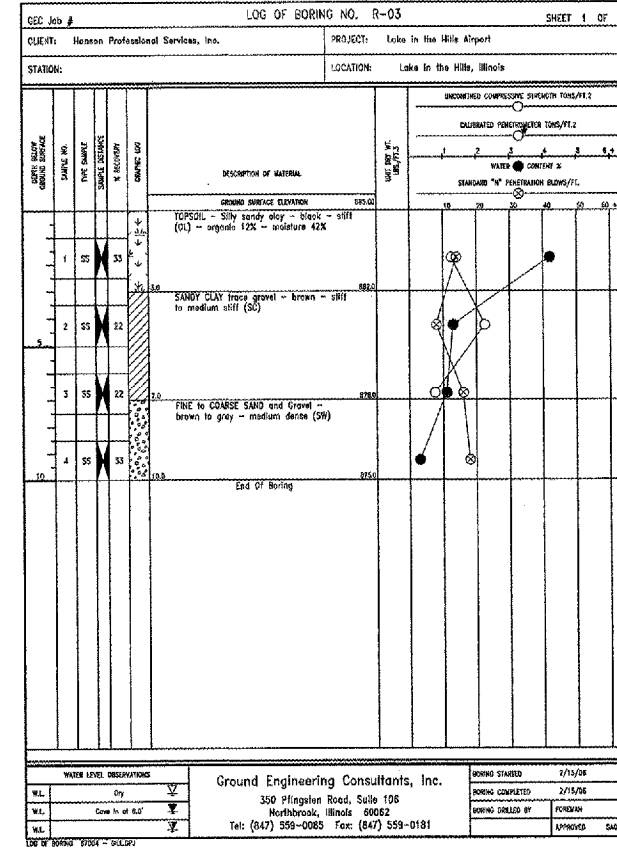 GEC Job #
LOG OF BORING NO. R-03
SHEET 1 OF
CLIENT: Hanson Professional Services, Inc.
PROJECT: Lake in the Hills Airport
STATION:
LOCATION: Lake in the Hills, Illinois
DEPTH BELOW GROUND SURFACE
SAMPLE NO.
TYPE SAMPLE
SAMPLE DISTANCE
% RECOVERY
GRAPHIC LOG
DESCRIPTION OF MATERIAL
GROUND SURFACE ELEVATION 885.00
UNIT DRY WT. LBS./FT.3
UNCONFINED COMPRESSIVE STRENGTH TONS/FT.2
CALIBRATED PENETROMETER TONS/FT.2
1 2 3 4 5 6+
WATER CONTENT %
STANDARD "N" PENETRATION BLOWS/FT.
10 20 30 40 50 60+
TOPSOIL - Silty sandy clay - black - stiff
(OL) - organic 12% - moisture 42%
1 SS 33
3.0 882.0
SANDY CLAY trace gravel - brown - stiff
to medium stiff (SC)
2 SS 22
5
3 SS 22
7.0 878.0
FINE to COARSE SAND and Gravel -
brown to gray - medium dense (SW)
4 SS 33
10 10.0 875.0
End Of Boring
WATER LEVEL OBSERVATIONS
W.L. Dry
W.L. Cave In at 6.0'
W.L.
Ground Engineering Consultants, Inc.
350 Pfingsten Road, Suite 106
Northbrook, Illinois 60062
Tel: (847) 559-0085 Fax: (847) 559-0181
BORING STARTED 2/15/06
BORING COMPLETED 2/15/06
BORING DRILLED BY FOREMAN
APPROVED SAD
LOG OF BORING 67004 - GUI.GPJ